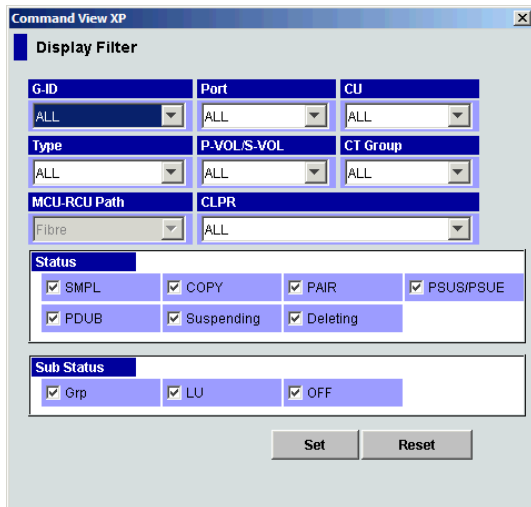 Command View XP
Display Filter
G-ID Port CU
ALL ALL ALL
Type P-VOL/S-VOL CT Group
ALL ALL ALL
MCU-RCU Path CLPR
Fibre ALL
Status
SMPL COPY PAIR PSUS/PSUE
PDUB Suspending Deleting
Sub Status
Grp LU OFF
Set Reset